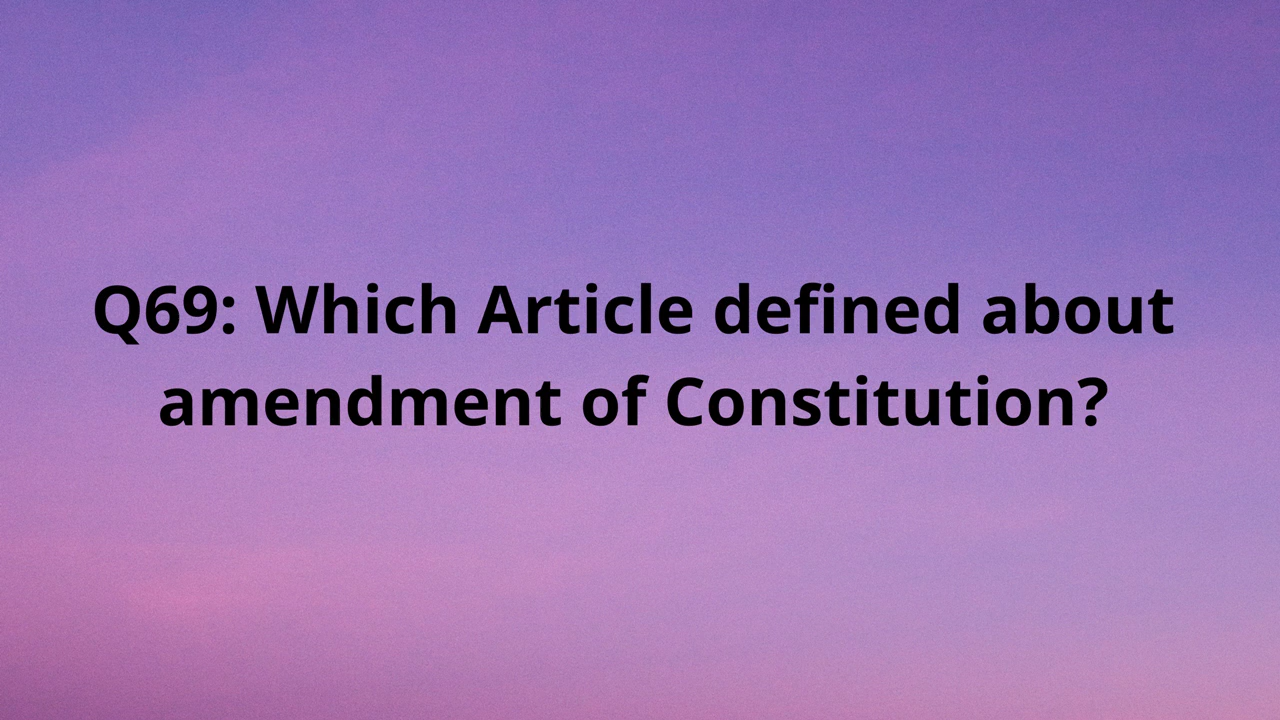 Q69: Which Article defined about
amendment of Constitution?